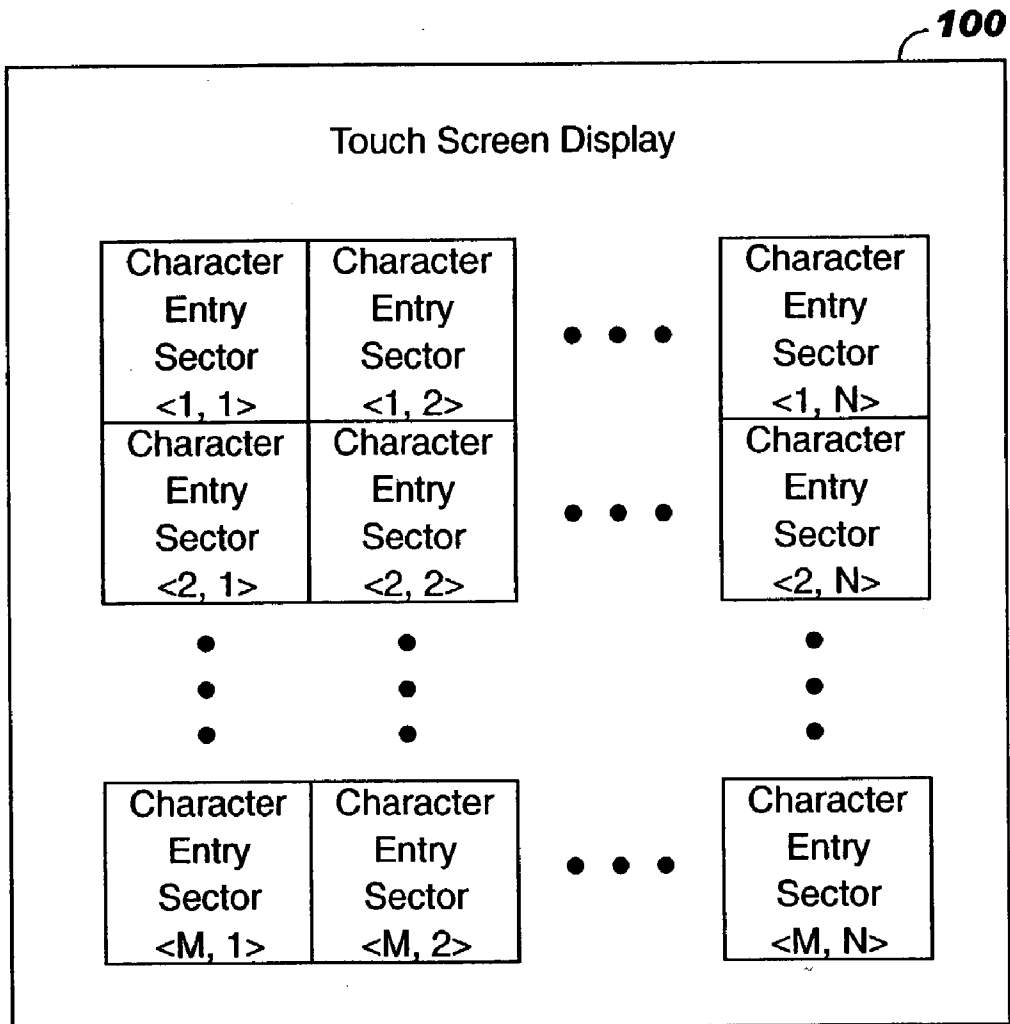 100
Touch Screen Display
Character Character Character
Entry Entry Entry
Sector Sector Sector
<1, 1> <1, 2> <1, N>
Character Character Character
Entry Entry Entry
Sector Sector Sector
<2, 1> <2, 2> <2, N>
Character Character Character
Entry Entry Entry
Sector Sector Sector
<M, 1> <M, 2> <M, N>